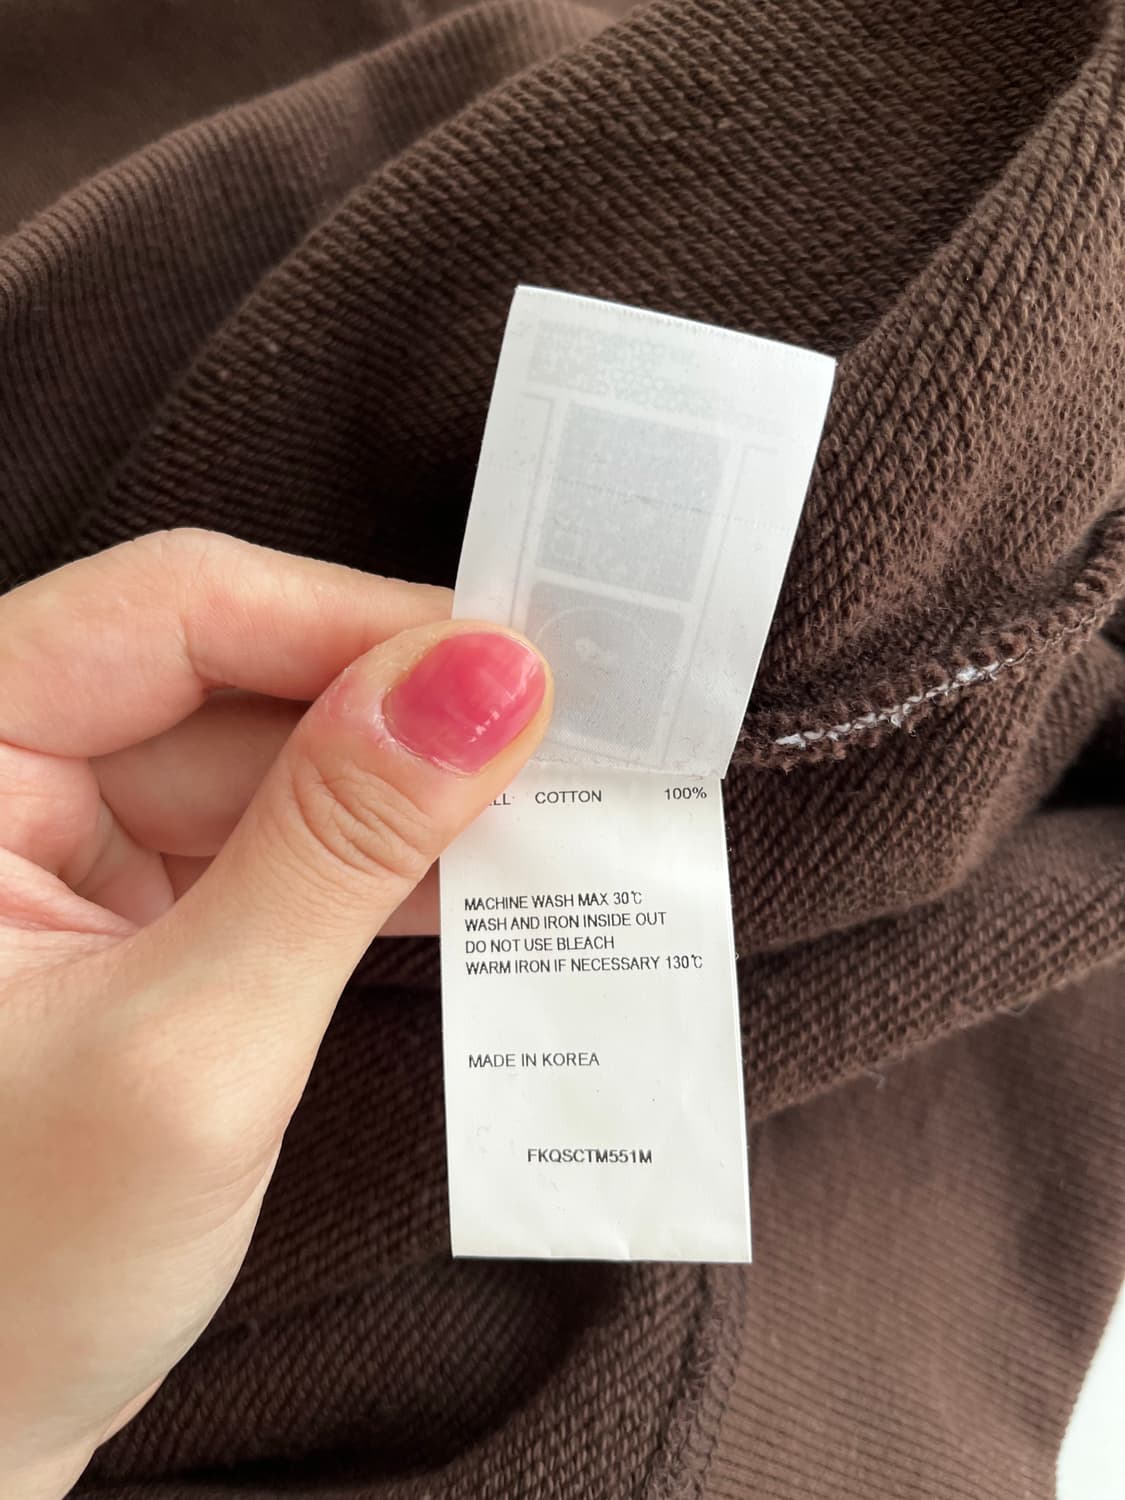 COTTON 100%
MACHINE WASH MAX 30℃
WASH AND IRON INSIDE OUT
DO NOT USE BLEACH
WARM IRON IF NECESSARY 130℃
MADE IN KOREA
FKQSCTM551M